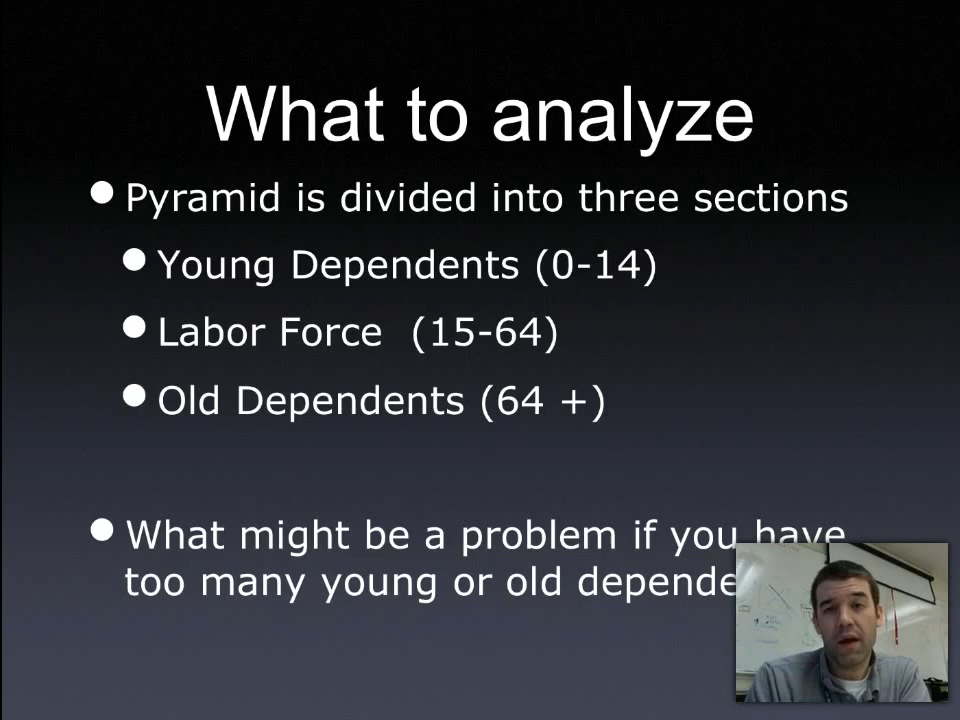 What to analyze
Pyramid is divided into three sections
Young Dependents (0-14)
Labor Force (15-64)
Old Dependents (64 +)
What might be a problem if you have
too many young or old depende